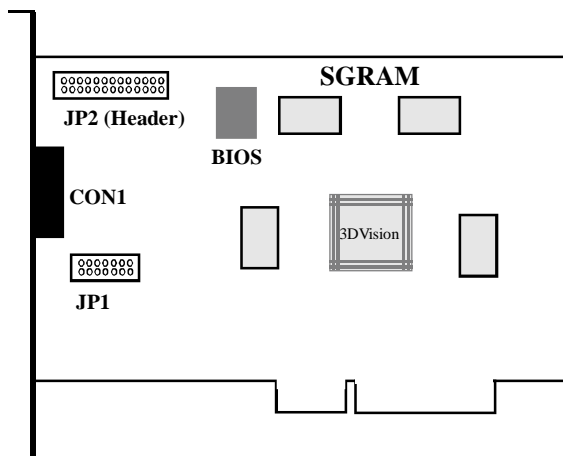 SGRAM
JP2 (Header)
BIOS
CON1
3DVision
JP1